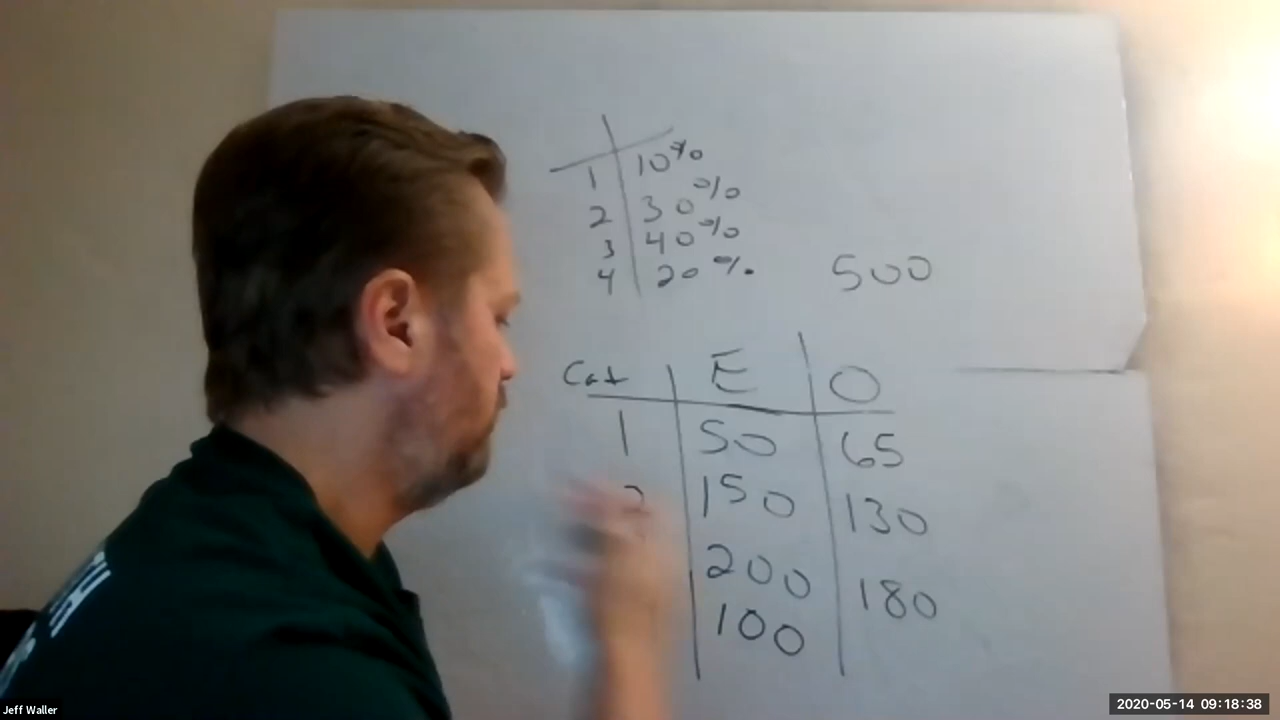 1 10%
2 30%
3 40%
4 20%
500
Cat E O
1 50 65
2 150 130
200 180
100
Jeff Waller
2020-05-14 09:18:38